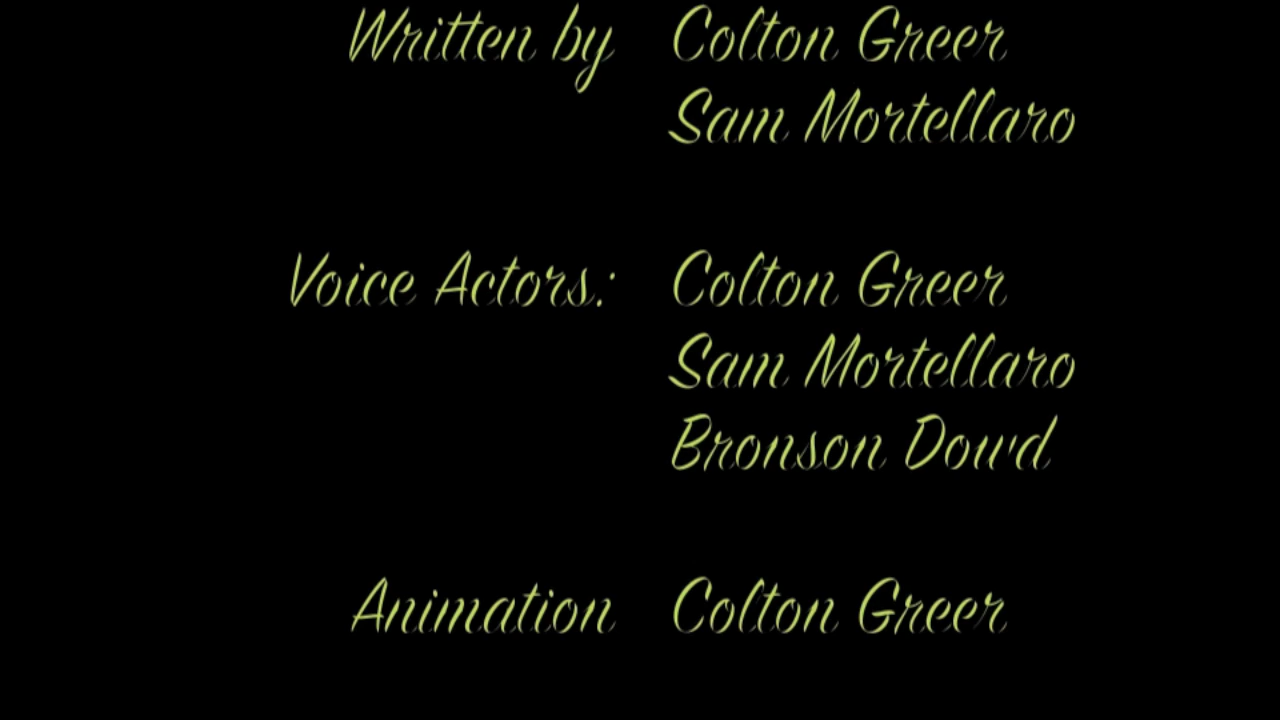 Written by Colton Greer
Sam Mortellaro
Voice Actors: Colton Greer
Sam Mortellaro
Bronson Dowd
Animation Colton Greer